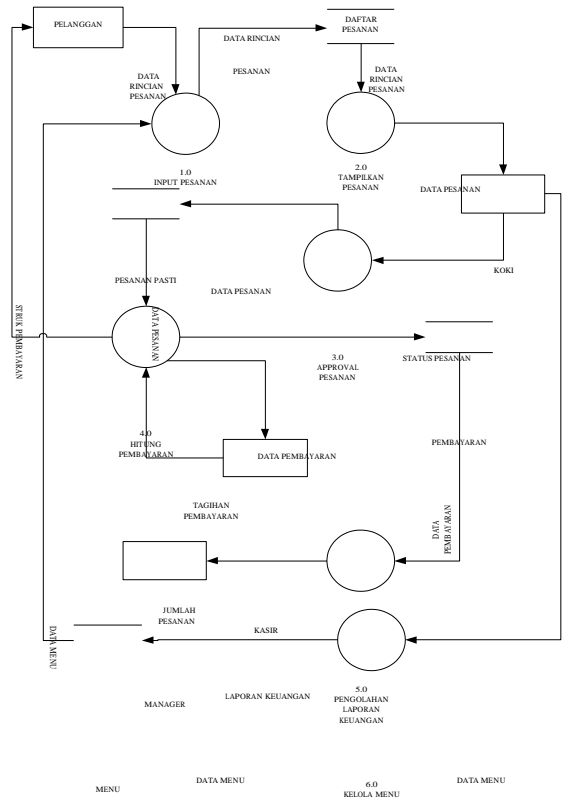 PELANGGAN
DAFTAR
PESANAN
DATA RINCIAN
PESANAN
DATA
RINCIAN
PESANAN
DATA
RINCIAN
PESANAN
1.0
INPUT PESANAN
2.0
TAMPILKAN
PESANAN
DATA PESANAN
KOKI
PESANAN PASTI
DATA PESANAN
DATA PESANAN
STRUK PEMBAYARAN
3.0
APPROVAL
PESANAN
STATUS PESANAN
4.0
HITUNG
PEMBAYARAN
DATA PEMBAYARAN
PEMBAYARAN
TAGIHAN
PEMBAYARAN
DATA
PEMBAYARAN
JUMLAH
PESANAN
KASIR
DATA MENU
MANAGER
LAPORAN KEUANGAN
5.0
PENGOLAHAN
LAPORAN
KEUANGAN
MENU
DATA MENU
6.0
KELOLA MENU
DATA MENU